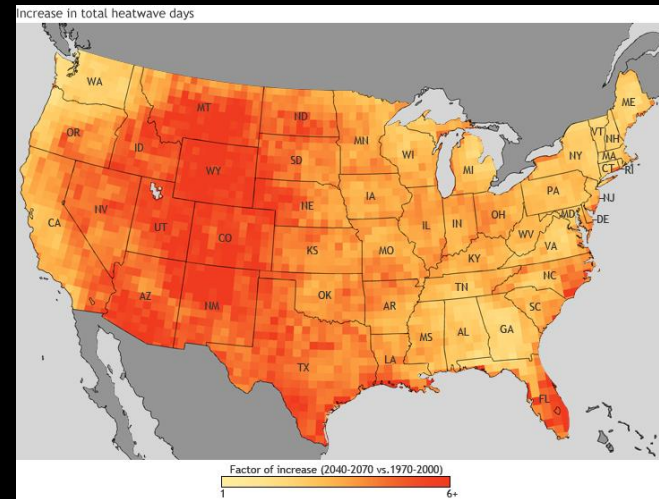 Increase in total heatwave days
WA
MT
ND
MN
ME
OR
ID
SD
WI
VT
NH
WY
MI
NY
MA
CT
RI
NV
NE
IA
PA
NJ
CA
UT
CO
IL
IN
OH
MD
DE
KS
MO
WV
VA
KY
AZ
NM
OK
AR
TN
NC
SC
MS
AL
GA
TX
LA
FL
Factor of increase (2040-2070 vs.1970-2000)
1 6+